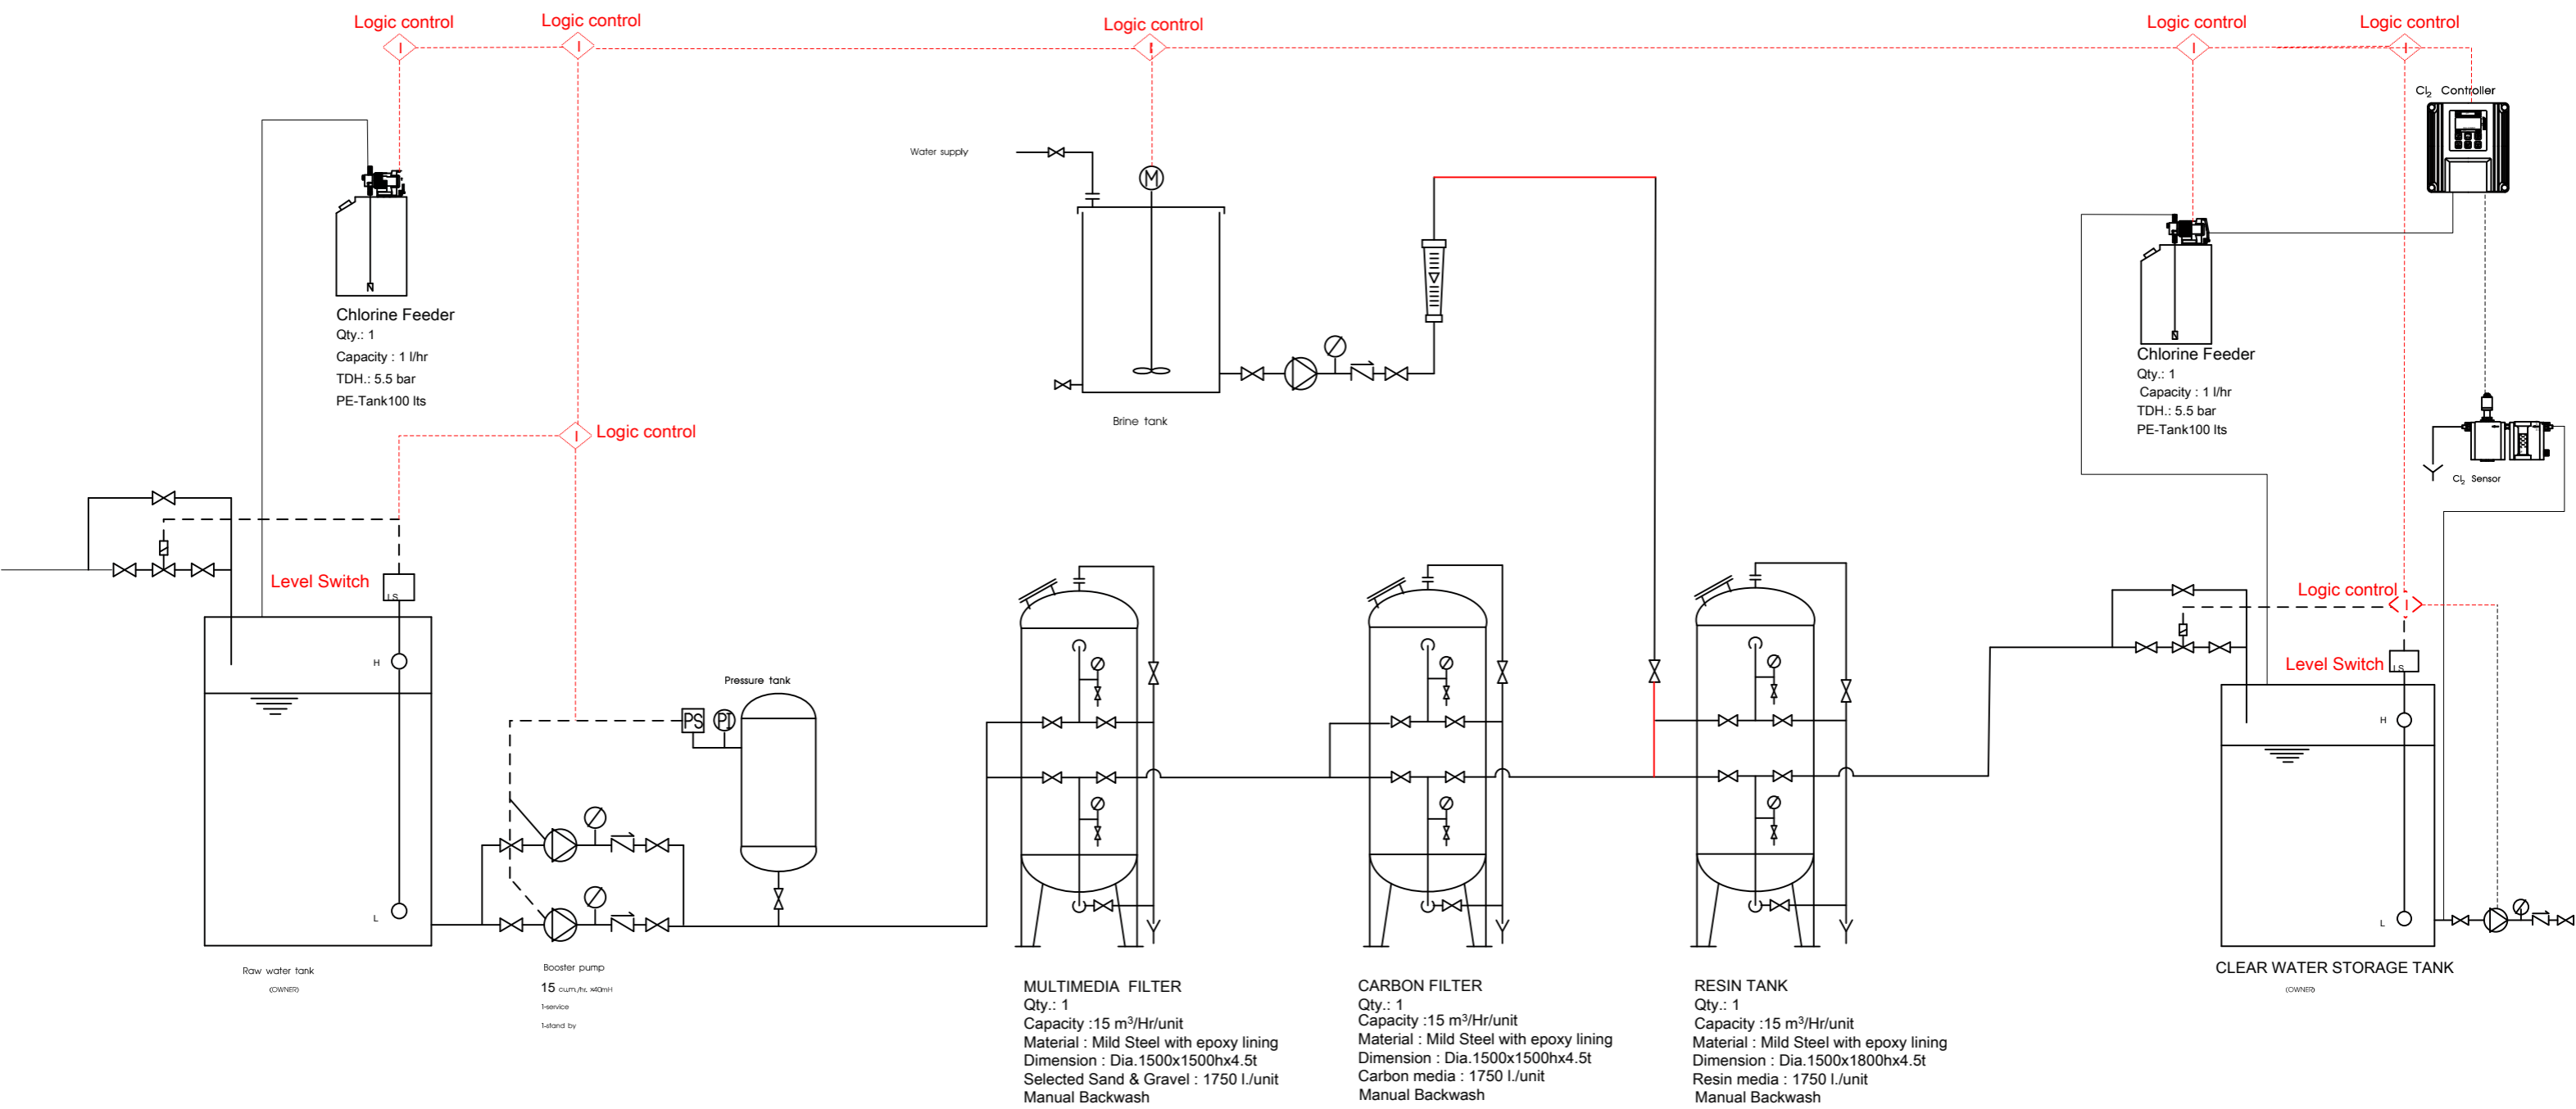 Logic control
Logic control
Logic control
Logic control
Logic control
I
I
I
I
I
Cl₂ Controller
Water supply
M
N
Chlorine Feeder
Qty.: 1
Capacity : 1 l/hr
TDH.: 5.5 bar
PE-Tank100 lts
Brine tank
Chlorine Feeder
Qty.: 1
Capacity : 1 l/hr
TDH.: 5.5 bar
PE-Tank100 lts
I
Logic control
Cl₂ Sensor
Level Switch
LS
Logic control
I
Level Switch
LS
H
L
Pressure tank
PS
PI
H
L
Raw water tank
(OWNER)
Booster pump
15 cu.m./hr. x40mH
1-service
1-stand by
MULTIMEDIA FILTER
Qty.: 1
Capacity :15 m³/Hr/unit
Material : Mild Steel with epoxy lining
Dimension : Dia.1500x1500hx4.5t
Selected Sand & Gravel : 1750 l./unit
Manual Backwash
CARBON FILTER
Qty.: 1
Capacity :15 m³/Hr/unit
Material : Mild Steel with epoxy lining
Dimension : Dia.1500x1500hx4.5t
Carbon media : 1750 l./unit
Manual Backwash
RESIN TANK
Qty.: 1
Capacity :15 m³/Hr/unit
Material : Mild Steel with epoxy lining
Dimension : Dia.1500x1800hx4.5t
Resin media : 1750 l./unit
Manual Backwash
CLEAR WATER STORAGE TANK
(OWNER)